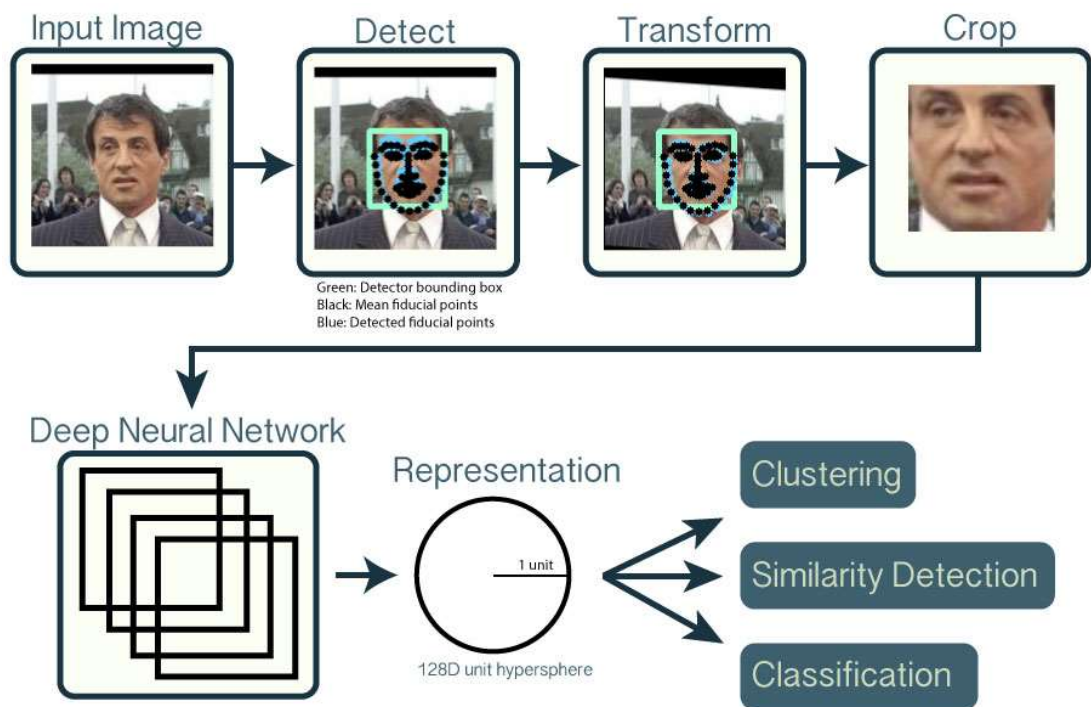 Input Image
Detect
Transform
Crop
Green: Detector bounding box
Black: Mean fiducial points
Blue: Detected fiducial points
Deep Neural Network
Representation
1 unit
128D unit hypersphere
Clustering
Similarity Detection
Classification